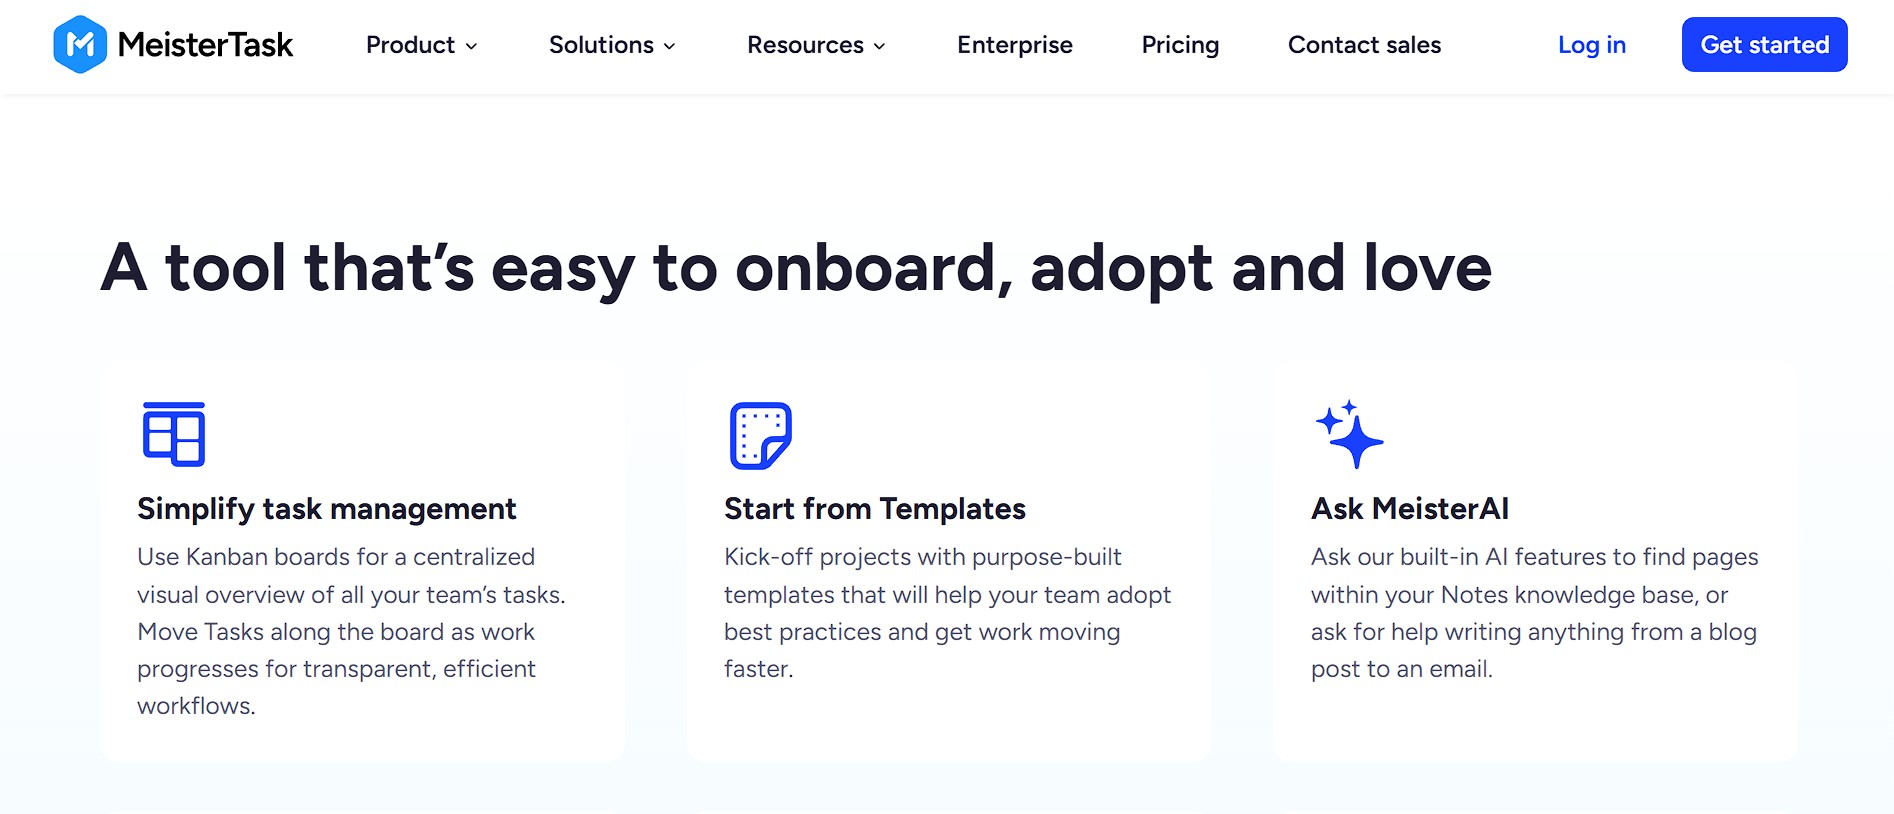 MeisterTask Product Solutions Resources Enterprise Pricing Contact sales Log in Get started
A tool that’s easy to onboard, adopt and love
Simplify task management
Use Kanban boards for a centralized
visual overview of all your team’s tasks.
Move Tasks along the board as work
progresses for transparent, efficient
workflows.
Start from Templates
Kick-off projects with purpose-built
templates that will help your team adopt
best practices and get work moving
faster.
Ask MeisterAI
Ask our built-in AI features to find pages
within your Notes knowledge base, or
ask for help writing anything from a blog
post to an email.